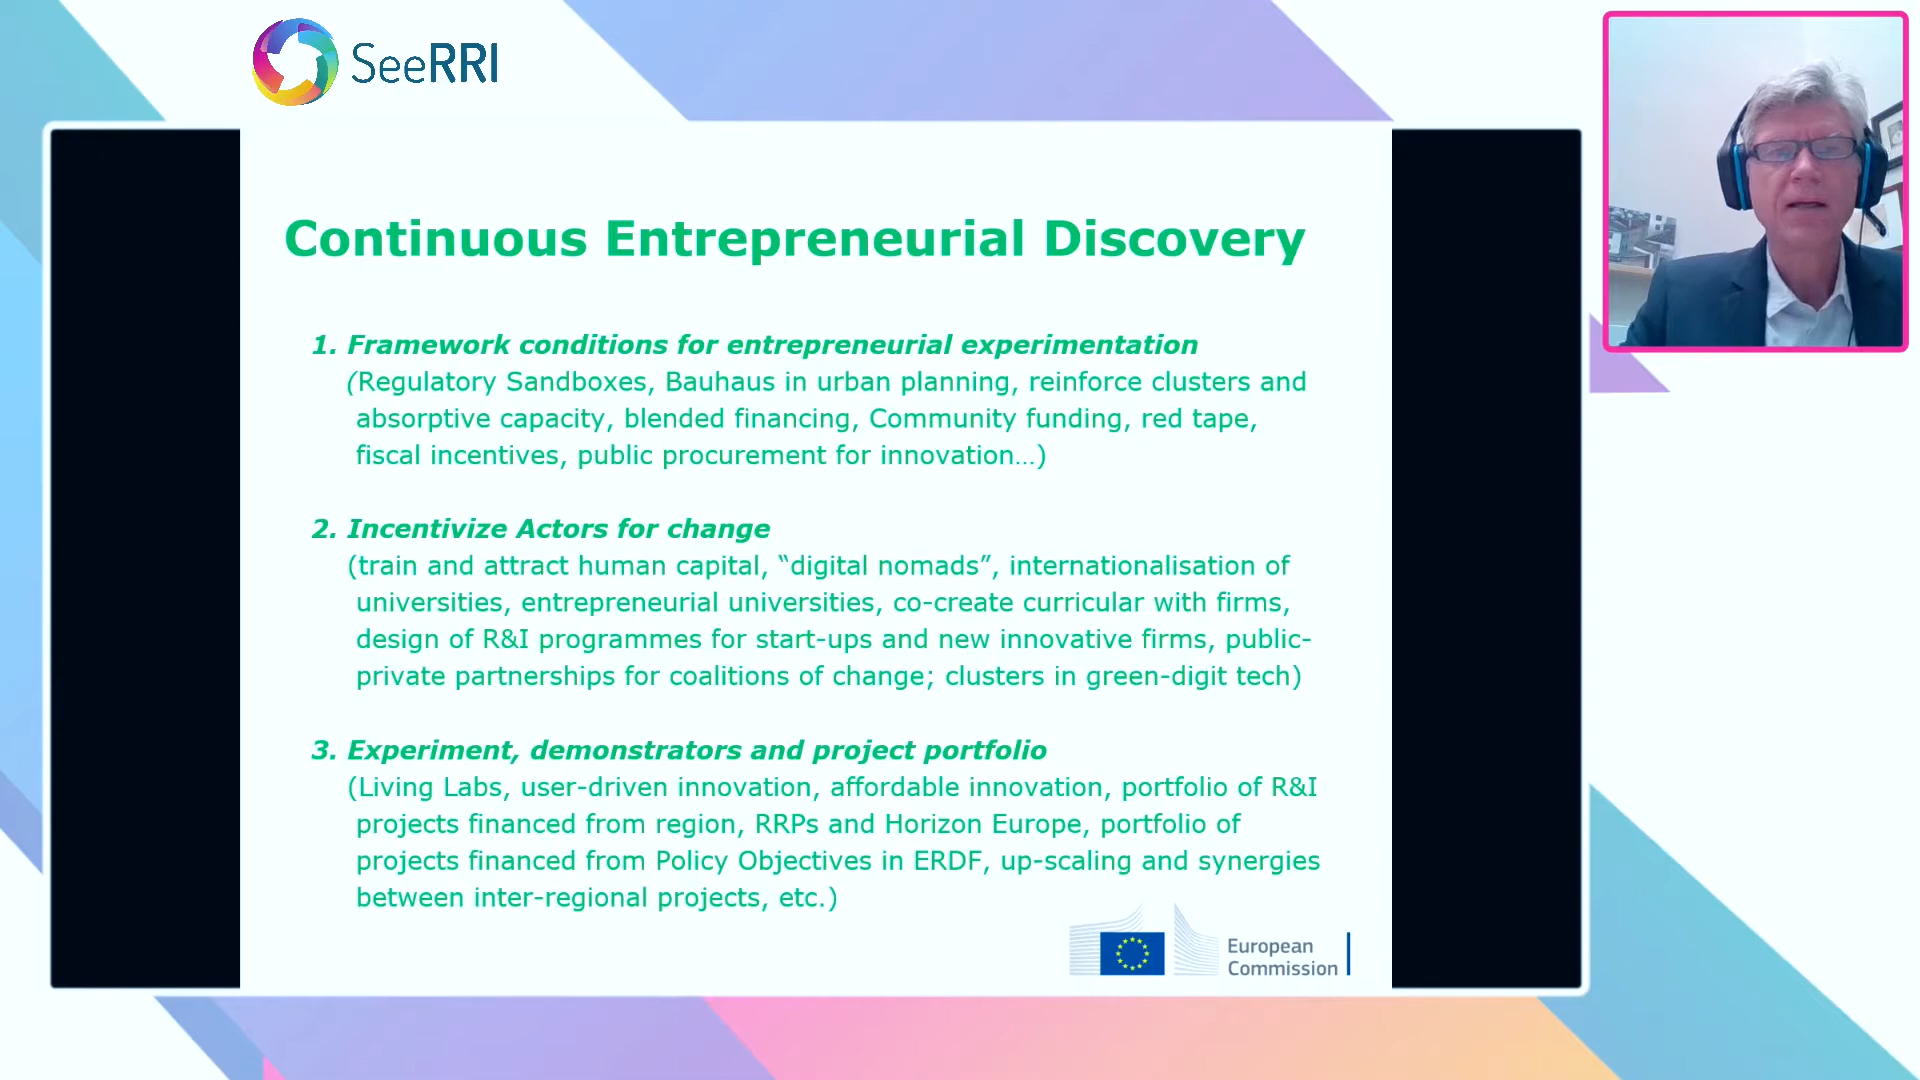 SeeRRI
Continuous Entrepreneurial Discovery
1. Framework conditions for entrepreneurial experimentation
(Regulatory Sandboxes, Bauhaus in urban planning, reinforce clusters and
absorptive capacity, blended financing, Community funding, red tape,
fiscal incentives, public procurement for innovation…)
2. Incentivize Actors for change
(train and attract human capital, “digital nomads”, internationalisation of
universities, entrepreneurial universities, co-create curricular with firms,
design of R&I programmes for start-ups and new innovative firms, public-
private partnerships for coalitions of change; clusters in green-digit tech)
3. Experiment, demonstrators and project portfolio
(Living Labs, user-driven innovation, affordable innovation, portfolio of R&I
projects financed from region, RRPs and Horizon Europe, portfolio of
projects financed from Policy Objectives in ERDF, up-scaling and synergies
between inter-regional projects, etc.)
European
Commission